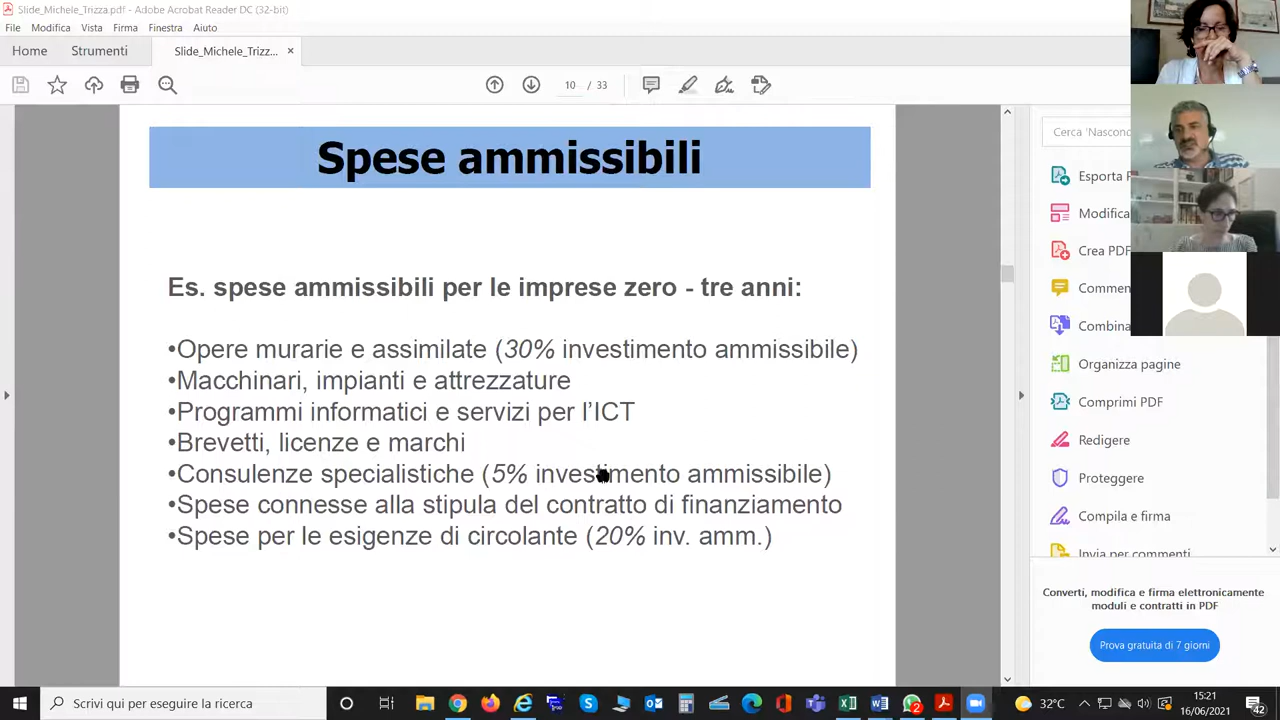 Slide_Michele_Trizza.pdf - Adobe Acrobat Reader DC (32-bit)
File Modifica Vista Firma Finestra Aiuto
Home Strumenti Slide_Michele_Trizz... ×
10 / 33
Spese ammissibili
Es. spese ammissibili per le imprese zero - tre anni:
•Opere murarie e assimilate (30% investimento ammissibile)
•Macchinari, impianti e attrezzature
•Programmi informatici e servizi per l’ICT
•Brevetti, licenze e marchi
•Consulenze specialistiche (5% investimento ammissibile)
•Spese connesse alla stipula del contratto di finanziamento
•Spese per le esigenze di circolante (20% inv. amm.)
Cerca 'Nascond
Esporta P
Modifica
Crea PDF
Commen
Combina
Organizza pagine
Comprimi PDF
Redigere
Proteggere
Compila e firma
Invia per commenti
Converti, modifica e firma elettronicamente
moduli e contratti in PDF
Prova gratuita di 7 giorni
Scrivi qui per eseguire la ricerca
2
32°C
15:21
16/06/2021
42